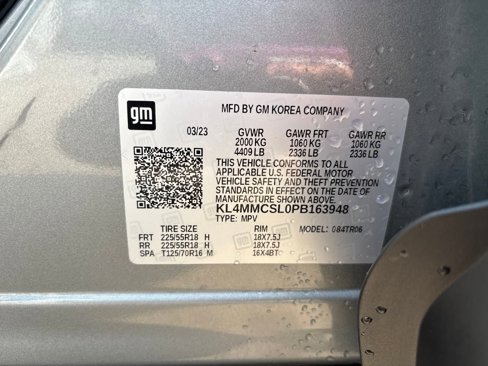 gm
MFD BY GM KOREA COMPANY
03/23 GVWR GAWR FRT GAWR RR
2000 KG 1060 KG 1060 KG
4409 LB 2336 LB 2336 LB
THIS VEHICLE CONFORMS TO ALL
APPLICABLE U.S. FEDERAL MOTOR
VEHICLE SAFETY AND THEFT PREVENTION
STANDARDS IN EFFECT ON THE DATE OF
MANUFACTURE SHOWN ABOVE.
KL4MMCSL0PB163948
TYPE: MPV
TIRE SIZE RIM MODEL: 084TR06
FRT 225/55R18 H 18X7.5J
RR 225/55R18 H 18X7.5J
SPA T125/70R16 M 16X4BT